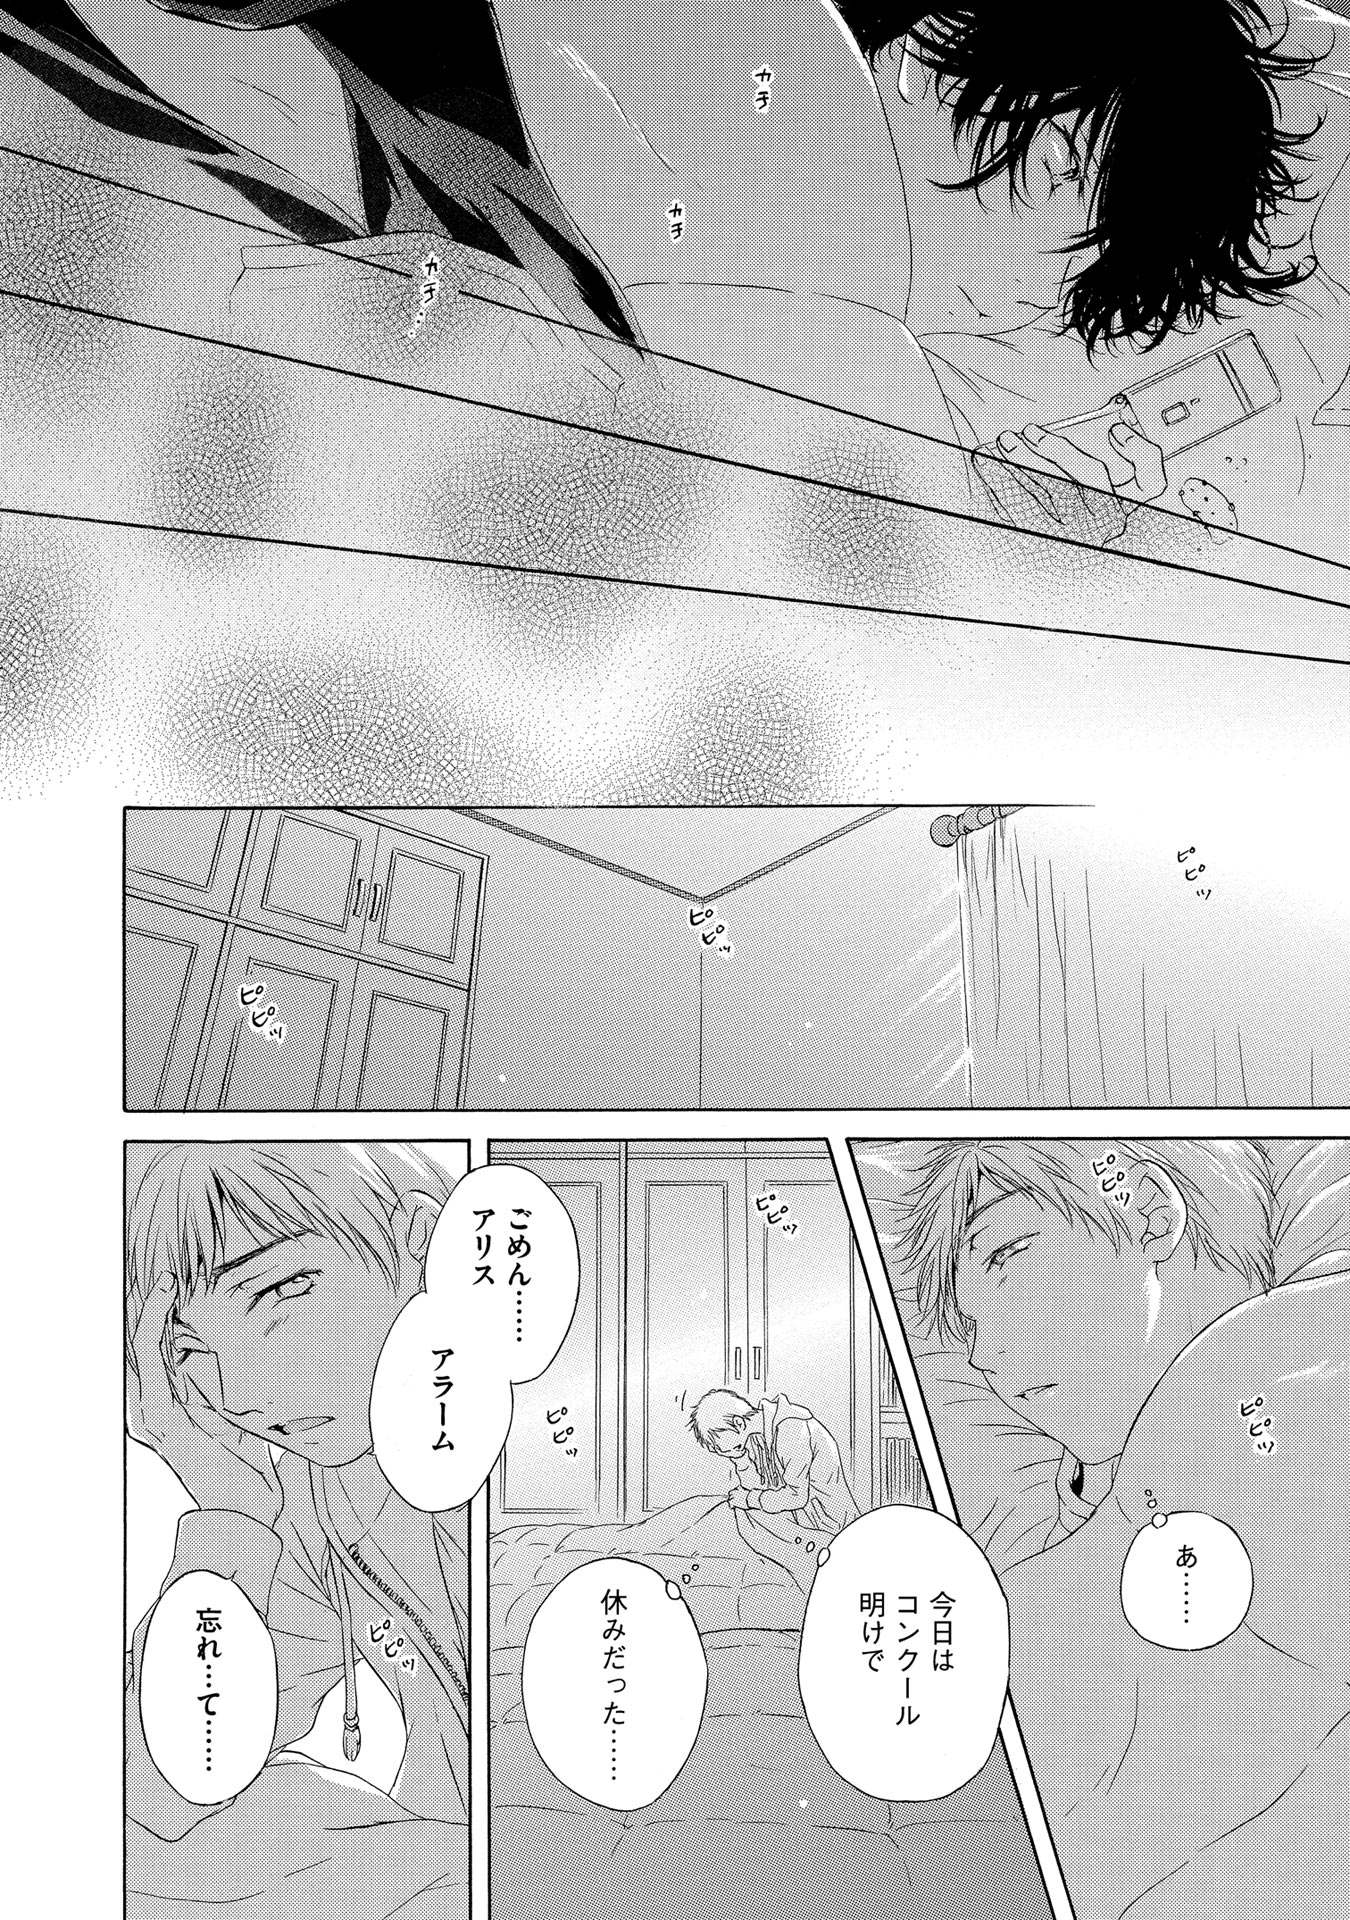 カチ
カチ
カチ…
ピピッ
ピピッ
ピピッ
ピピッ
ピピッ
あ……
今日は
コンクール
明けで
ピピッ
ピピッ
休みだった……
ごめん……
アリス
アラーム
忘れ…て……
ピピッ